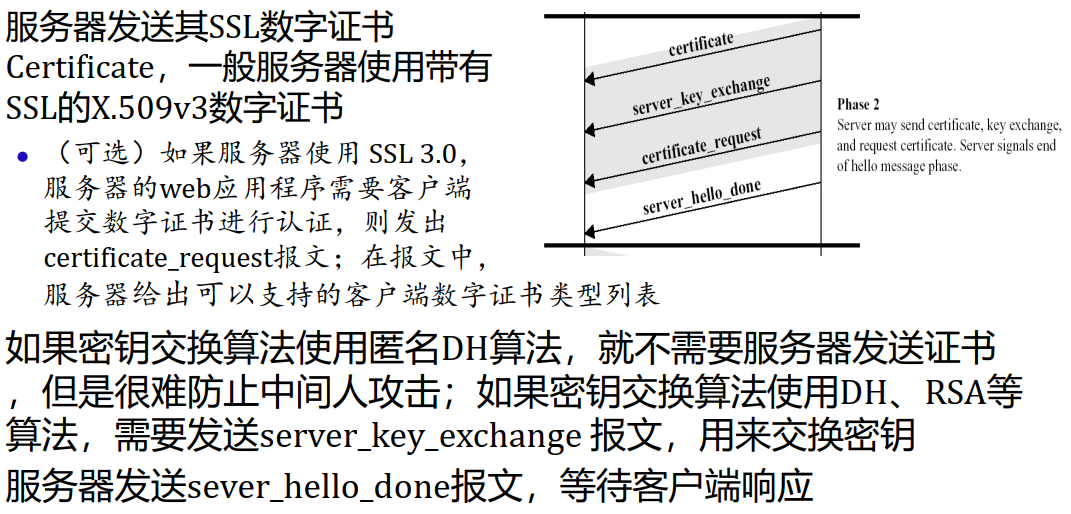 服务器发送其SSL数字证书
Certificate，一般服务器使用带有
SSL的X.509v3数字证书
• （可选）如果服务器使用 SSL 3.0，
服务器的web应用程序需要客户端
提交数字证书进行认证，则发出
certificate_request报文；在报文中，
服务器给出可以支持的客户端数字证书类型列表
certificate
server_key_exchange
certificate_request
server_hello_done
Phase 2
Server may send certificate, key exchange,
and request certificate. Server signals end
of hello message phase.
如果密钥交换算法使用匿名DH算法，就不需要服务器发送证书
，但是很难防止中间人攻击；如果密钥交换算法使用DH、RSA等
算法，需要发送server_key_exchange 报文，用来交换密钥
服务器发送sever_hello_done报文，等待客户端响应